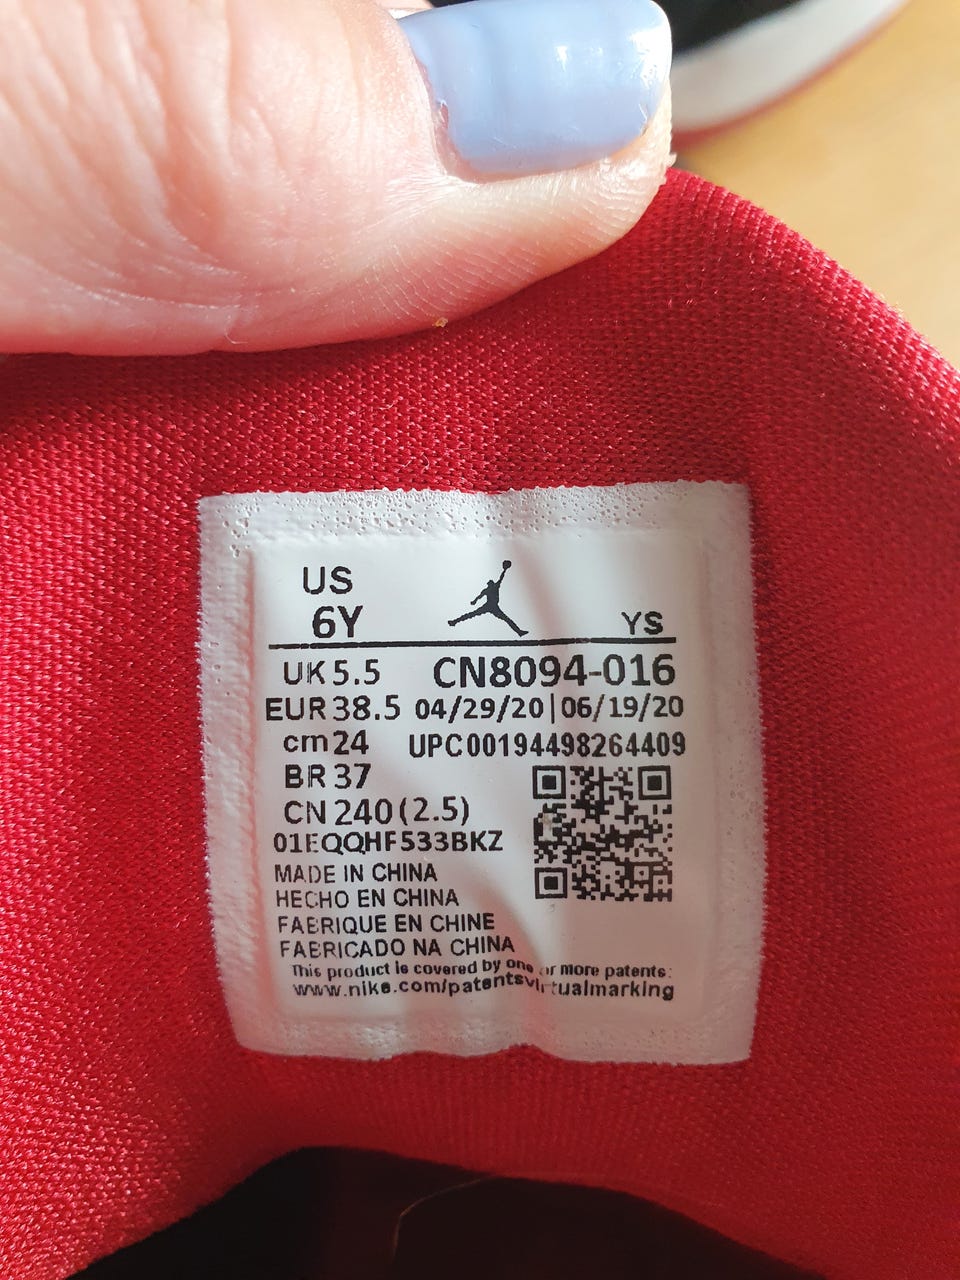 US
6Y
YS
UK 5.5 CN8094-016
EUR 38.5 04/29/20|06/19/20
cm 24 UPC00194498264409
BR 37
CN 240 (2.5)
01EQQHF533BKZ
MADE IN CHINA
HECHO EN CHINA
FABRIQUE EN CHINE
FABRICADO NA CHINA
This product is covered by one or more patents:
www.nike.com/patentsvirtualmarking